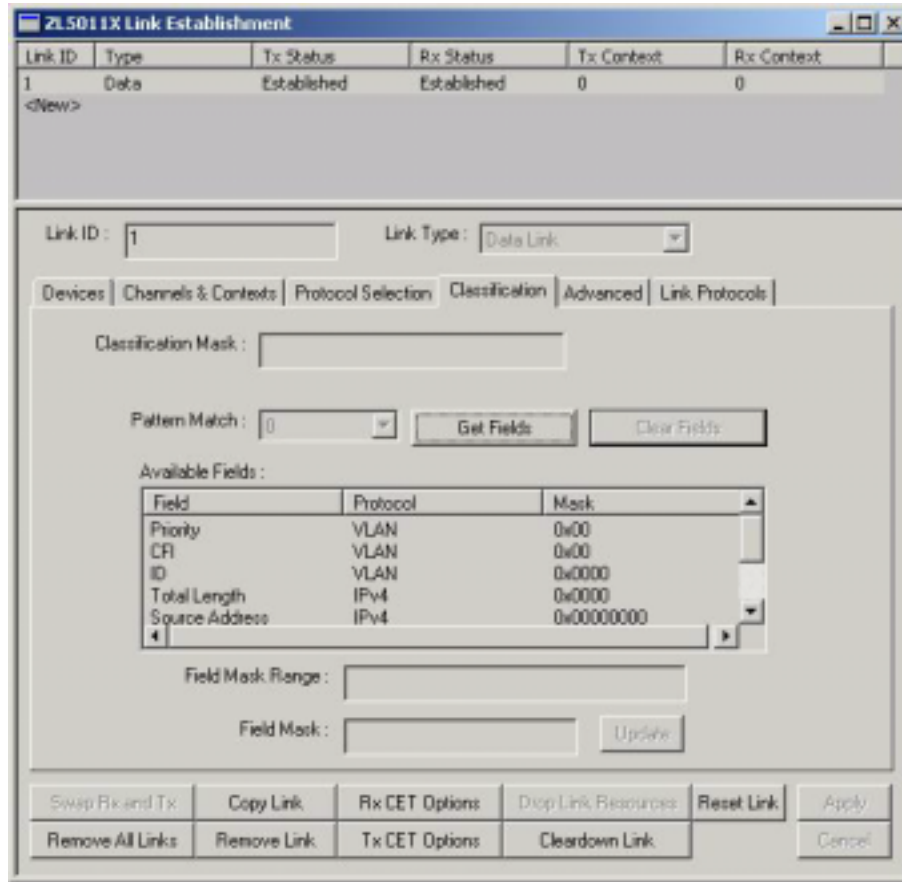 ZL5011X Link Establishment
Link ID Type Tx Status Rx Status Tx Context Rx Context
1 Data Established Established 0 0
<New>
Link ID : 1 Link Type : Data Link
Devices Channels & Contexts Protocol Selection Classification Advanced Link Protocols
Classification Mask :
Pattern Match : 0 Get Fields Clear Fields
Available Fields :
Field Protocol Mask
Priority VLAN 0x00
CFI VLAN 0x00
ID VLAN 0x0000
Total Length IPv4 0x0000
Source Address IPv4 0x00000000
Field Mask Range :
Field Mask : Update
Swap Rx and Tx Copy Link Rx CET Options Drop Link Resources Reset Link Apply
Remove All Links Remove Link Tx CET Options Cleardown Link Cancel